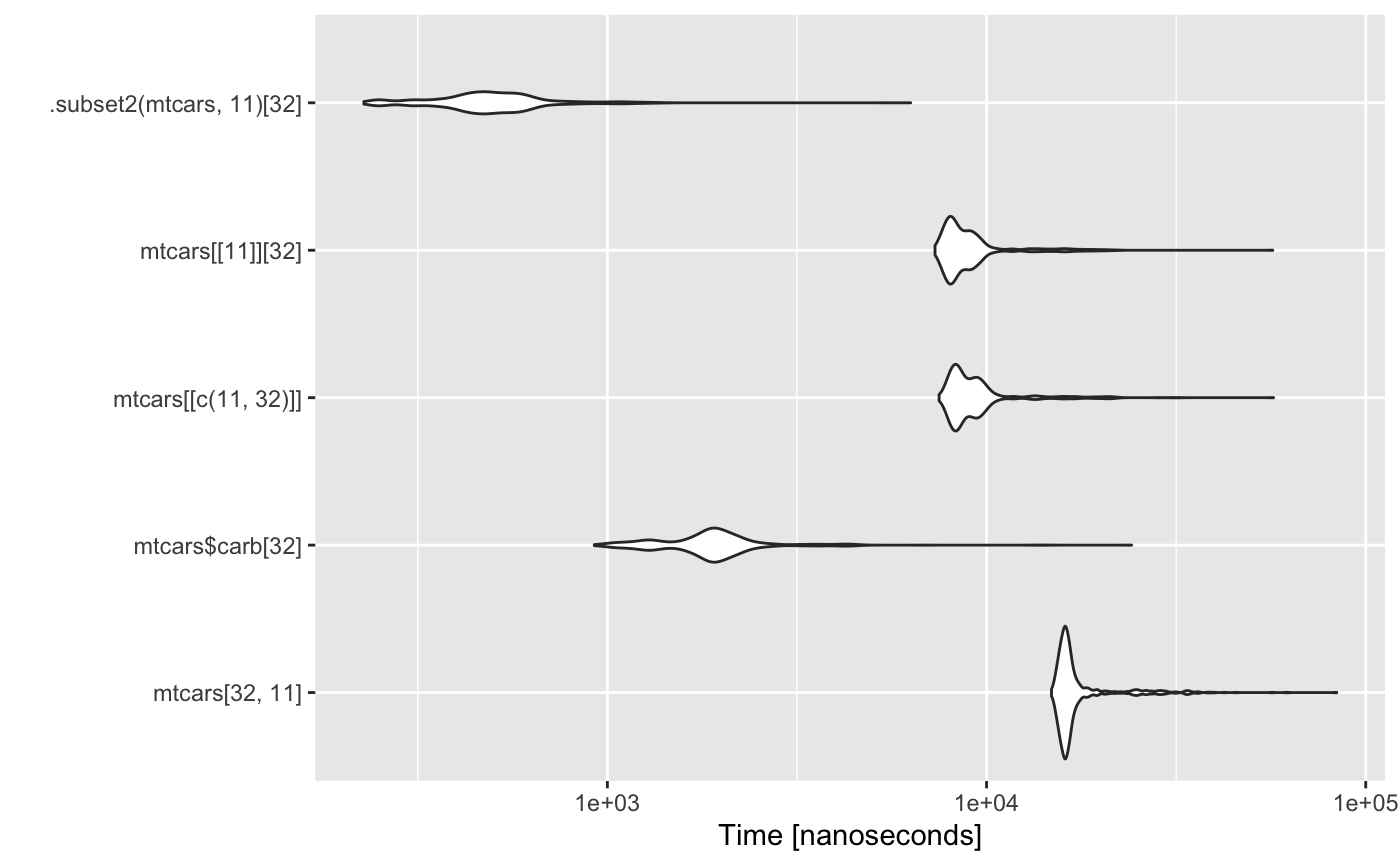 .subset2(mtcars, 11)[32]
mtcars[[11]][32]
mtcars[[c(11, 32)]]
mtcars$carb[32]
mtcars[32, 11]
1e+03 1e+04 1e+05
Time [nanoseconds]